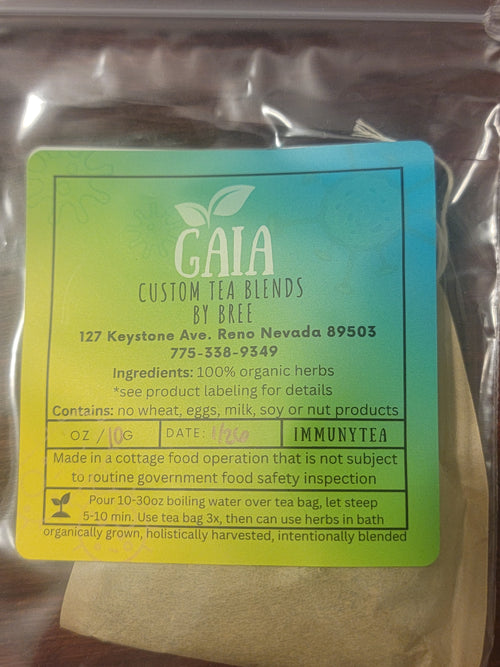 GAIA
CUSTOM TEA BLENDS
BY BREE
127 Keystone Ave. Reno Nevada 89503
775-338-9349
Ingredients: 100% organic herbs
*see product labeling for details
Contains: no wheat, eggs, milk, soy or nut products
OZ / 10G DATE: IMMUNYTEA
Made in a cottage food operation that is not subject
to routine government food safety inspection
Pour 10-30oz boiling water over tea bag, let steep
5-10 min. Use tea bag 3x, then can use herbs in bath
organically grown, holistically harvested, intentionally blended